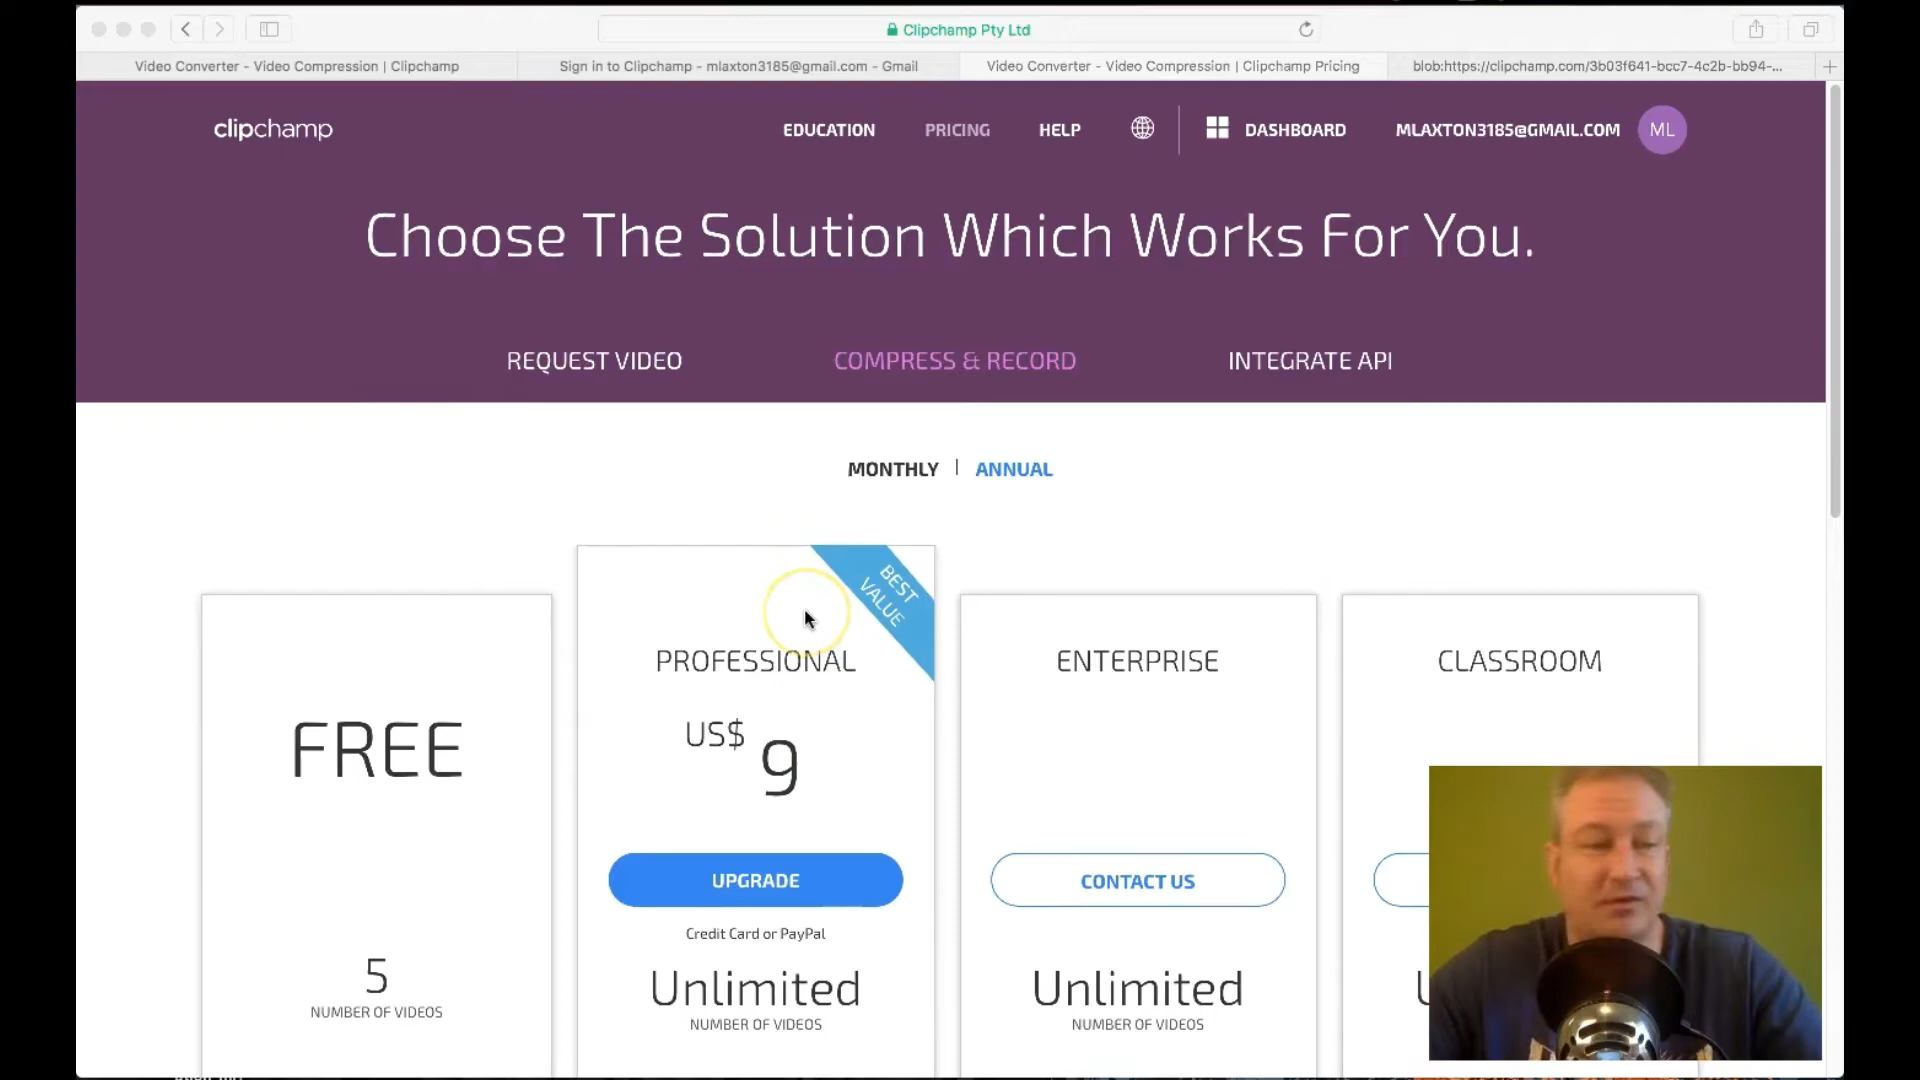 Clipchamp Pty Ltd
Video Converter - Video Compression | Clipchamp
Sign in to Clipchamp - mlaxton3185@gmail.com - Gmail
Video Converter - Video Compression | Clipchamp Pricing
blob:https://clipchamp.com/3b03f641-bcc7-4c2b-bb94-...
clipchamp
EDUCATION
PRICING
HELP
DASHBOARD
MLAXTON3185@GMAIL.COM
ML
Choose The Solution Which Works For You.
REQUEST VIDEO
COMPRESS & RECORD
INTEGRATE API
MONTHLY | ANNUAL
FREE
5
NUMBER OF VIDEOS
BEST
VALUE
PROFESSIONAL
US$ 9
UPGRADE
Credit Card or PayPal
Unlimited
NUMBER OF VIDEOS
ENTERPRISE
CONTACT US
Unlimited
NUMBER OF VIDEOS
CLASSROOM